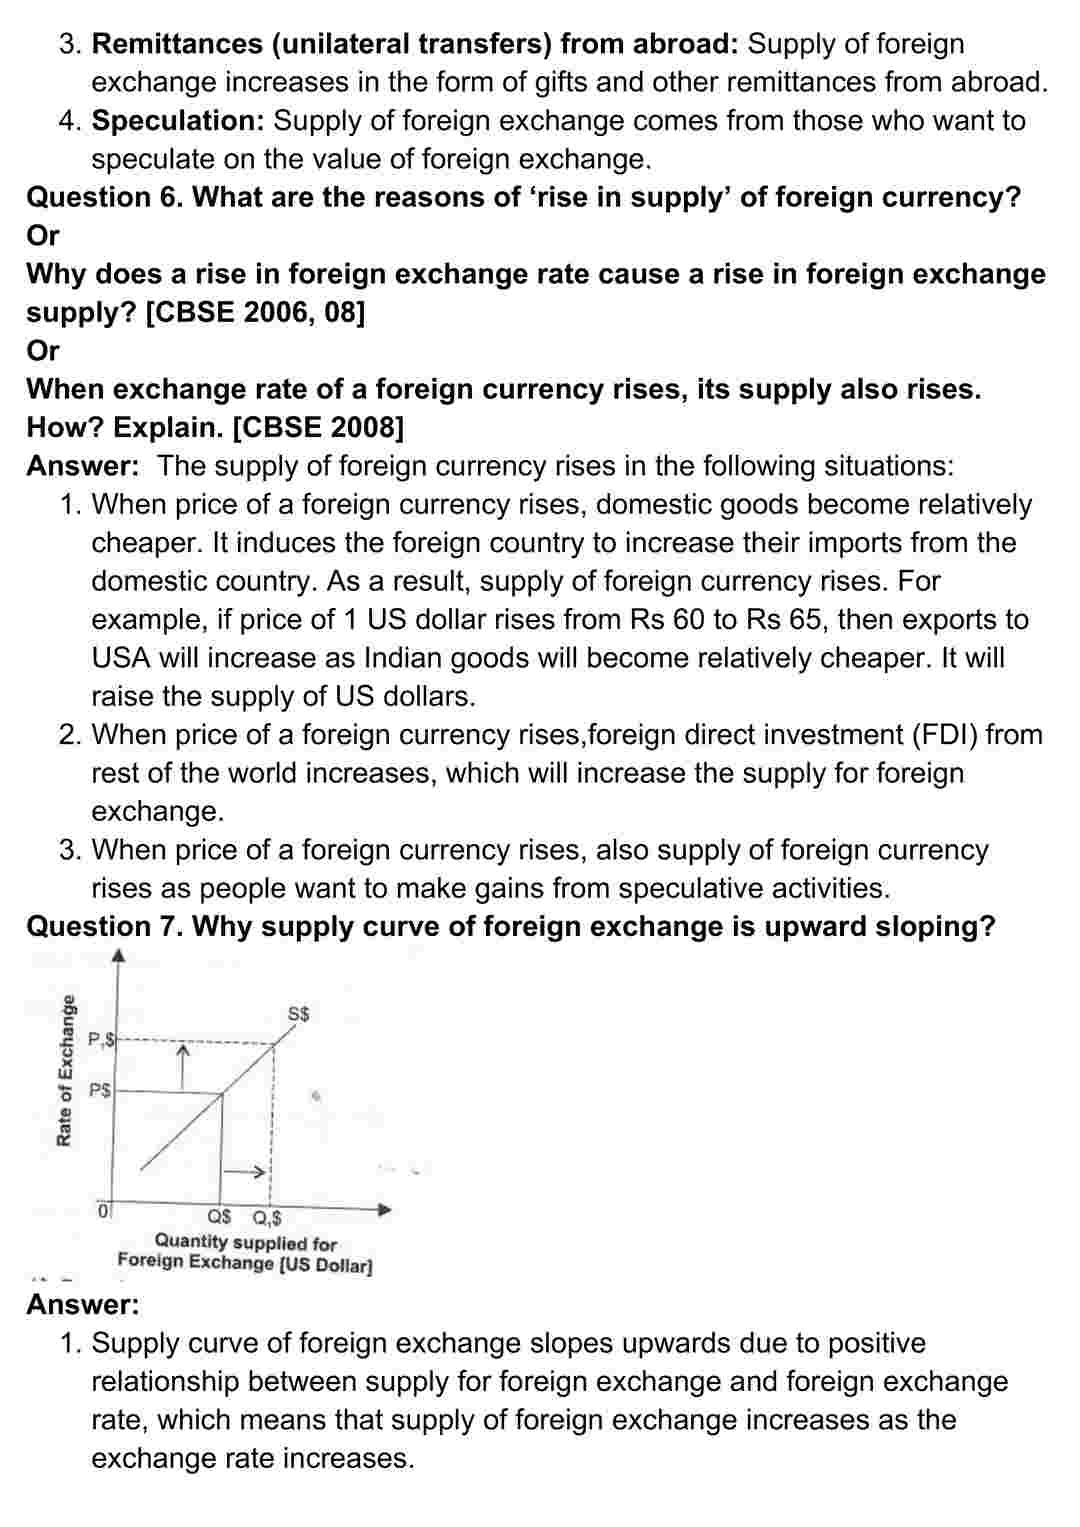 3. Remittances (unilateral transfers) from abroad: Supply of foreign
exchange increases in the form of gifts and other remittances from abroad.
4. Speculation: Supply of foreign exchange comes from those who want to
speculate on the value of foreign exchange.
Question 6. What are the reasons of ‘rise in supply’ of foreign currency?
Or
Why does a rise in foreign exchange rate cause a rise in foreign exchange
supply? [CBSE 2006, 08]
Or
When exchange rate of a foreign currency rises, its supply also rises.
How? Explain. [CBSE 2008]
Answer: The supply of foreign currency rises in the following situations:
1. When price of a foreign currency rises, domestic goods become relatively
cheaper. It induces the foreign country to increase their imports from the
domestic country. As a result, supply of foreign currency rises. For
example, if price of 1 US dollar rises from Rs 60 to Rs 65, then exports to
USA will increase as Indian goods will become relatively cheaper. It will
raise the supply of US dollars.
2. When price of a foreign currency rises,foreign direct investment (FDI) from
rest of the world increases, which will increase the supply for foreign
exchange.
3. When price of a foreign currency rises, also supply of foreign currency
rises as people want to make gains from speculative activities.
Question 7. Why supply curve of foreign exchange is upward sloping?
Rate of Exchange
S$
P₁$
P$
0
Q$ Q₁$
Quantity supplied for
Foreign Exchange [US Dollar]
Answer:
1. Supply curve of foreign exchange slopes upwards due to positive
relationship between supply for foreign exchange and foreign exchange
rate, which means that supply of foreign exchange increases as the
exchange rate increases.